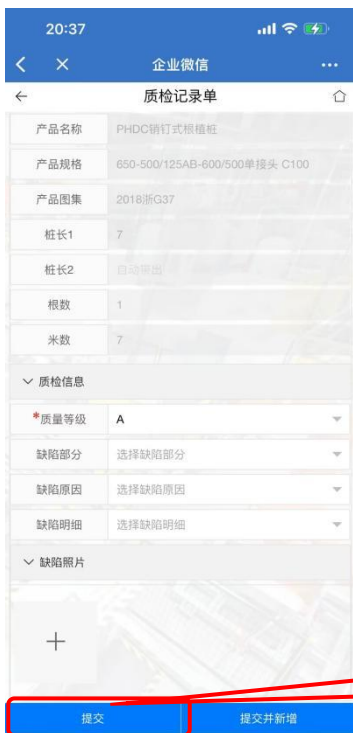 20:37
企业微信
质检记录单
产品名称 PHDC销钉式根植桩
产品规格 650-500/125AB-600/500单接头 C100
产品图集 2018浙G37
桩长1 7
桩长2 自动带出
根数 1
米数 7
质检信息
*质量等级 A
缺陷部分 选择缺陷部分
缺陷原因 选择缺陷原因
缺陷明细 选择缺陷明细
缺陷照片
提交 提交并新增